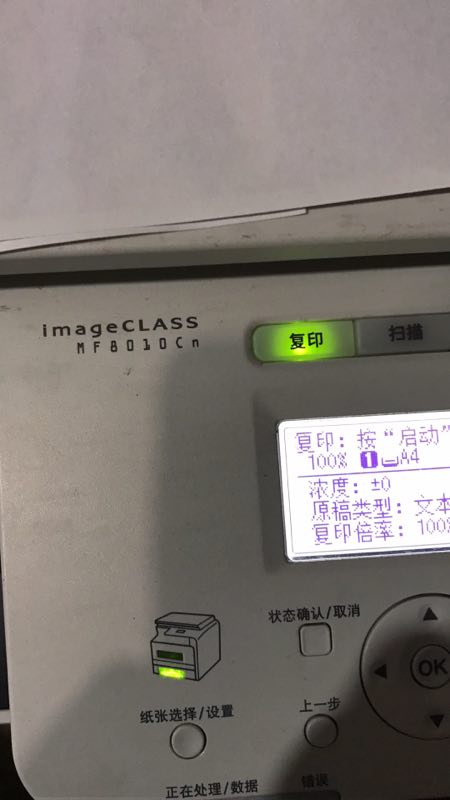 imageCLASS
MF8010Cn
复印
扫描
复印: 按"启动"
100% 1 A4
浓度: ±0
原稿类型: 文本
复印倍率: 100%
状态确认/取消
OK
纸张选择/设置
上一步
正在处理/数据
错误